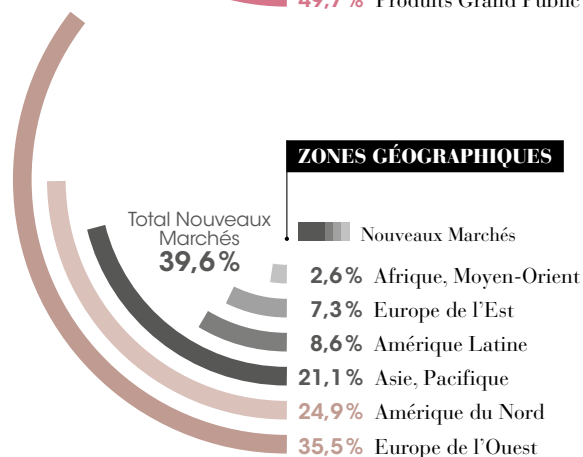 49,7% Produits Grand Public
ZONES GÉOGRAPHIQUES
Total Nouveaux
Marchés
39,6%
Nouveaux Marchés
2,6% Afrique, Moyen-Orient
7,3% Europe de l'Est
8,6% Amérique Latine
21,1% Asie, Pacifique
24,9% Amérique du Nord
35,5% Europe de l'Ouest